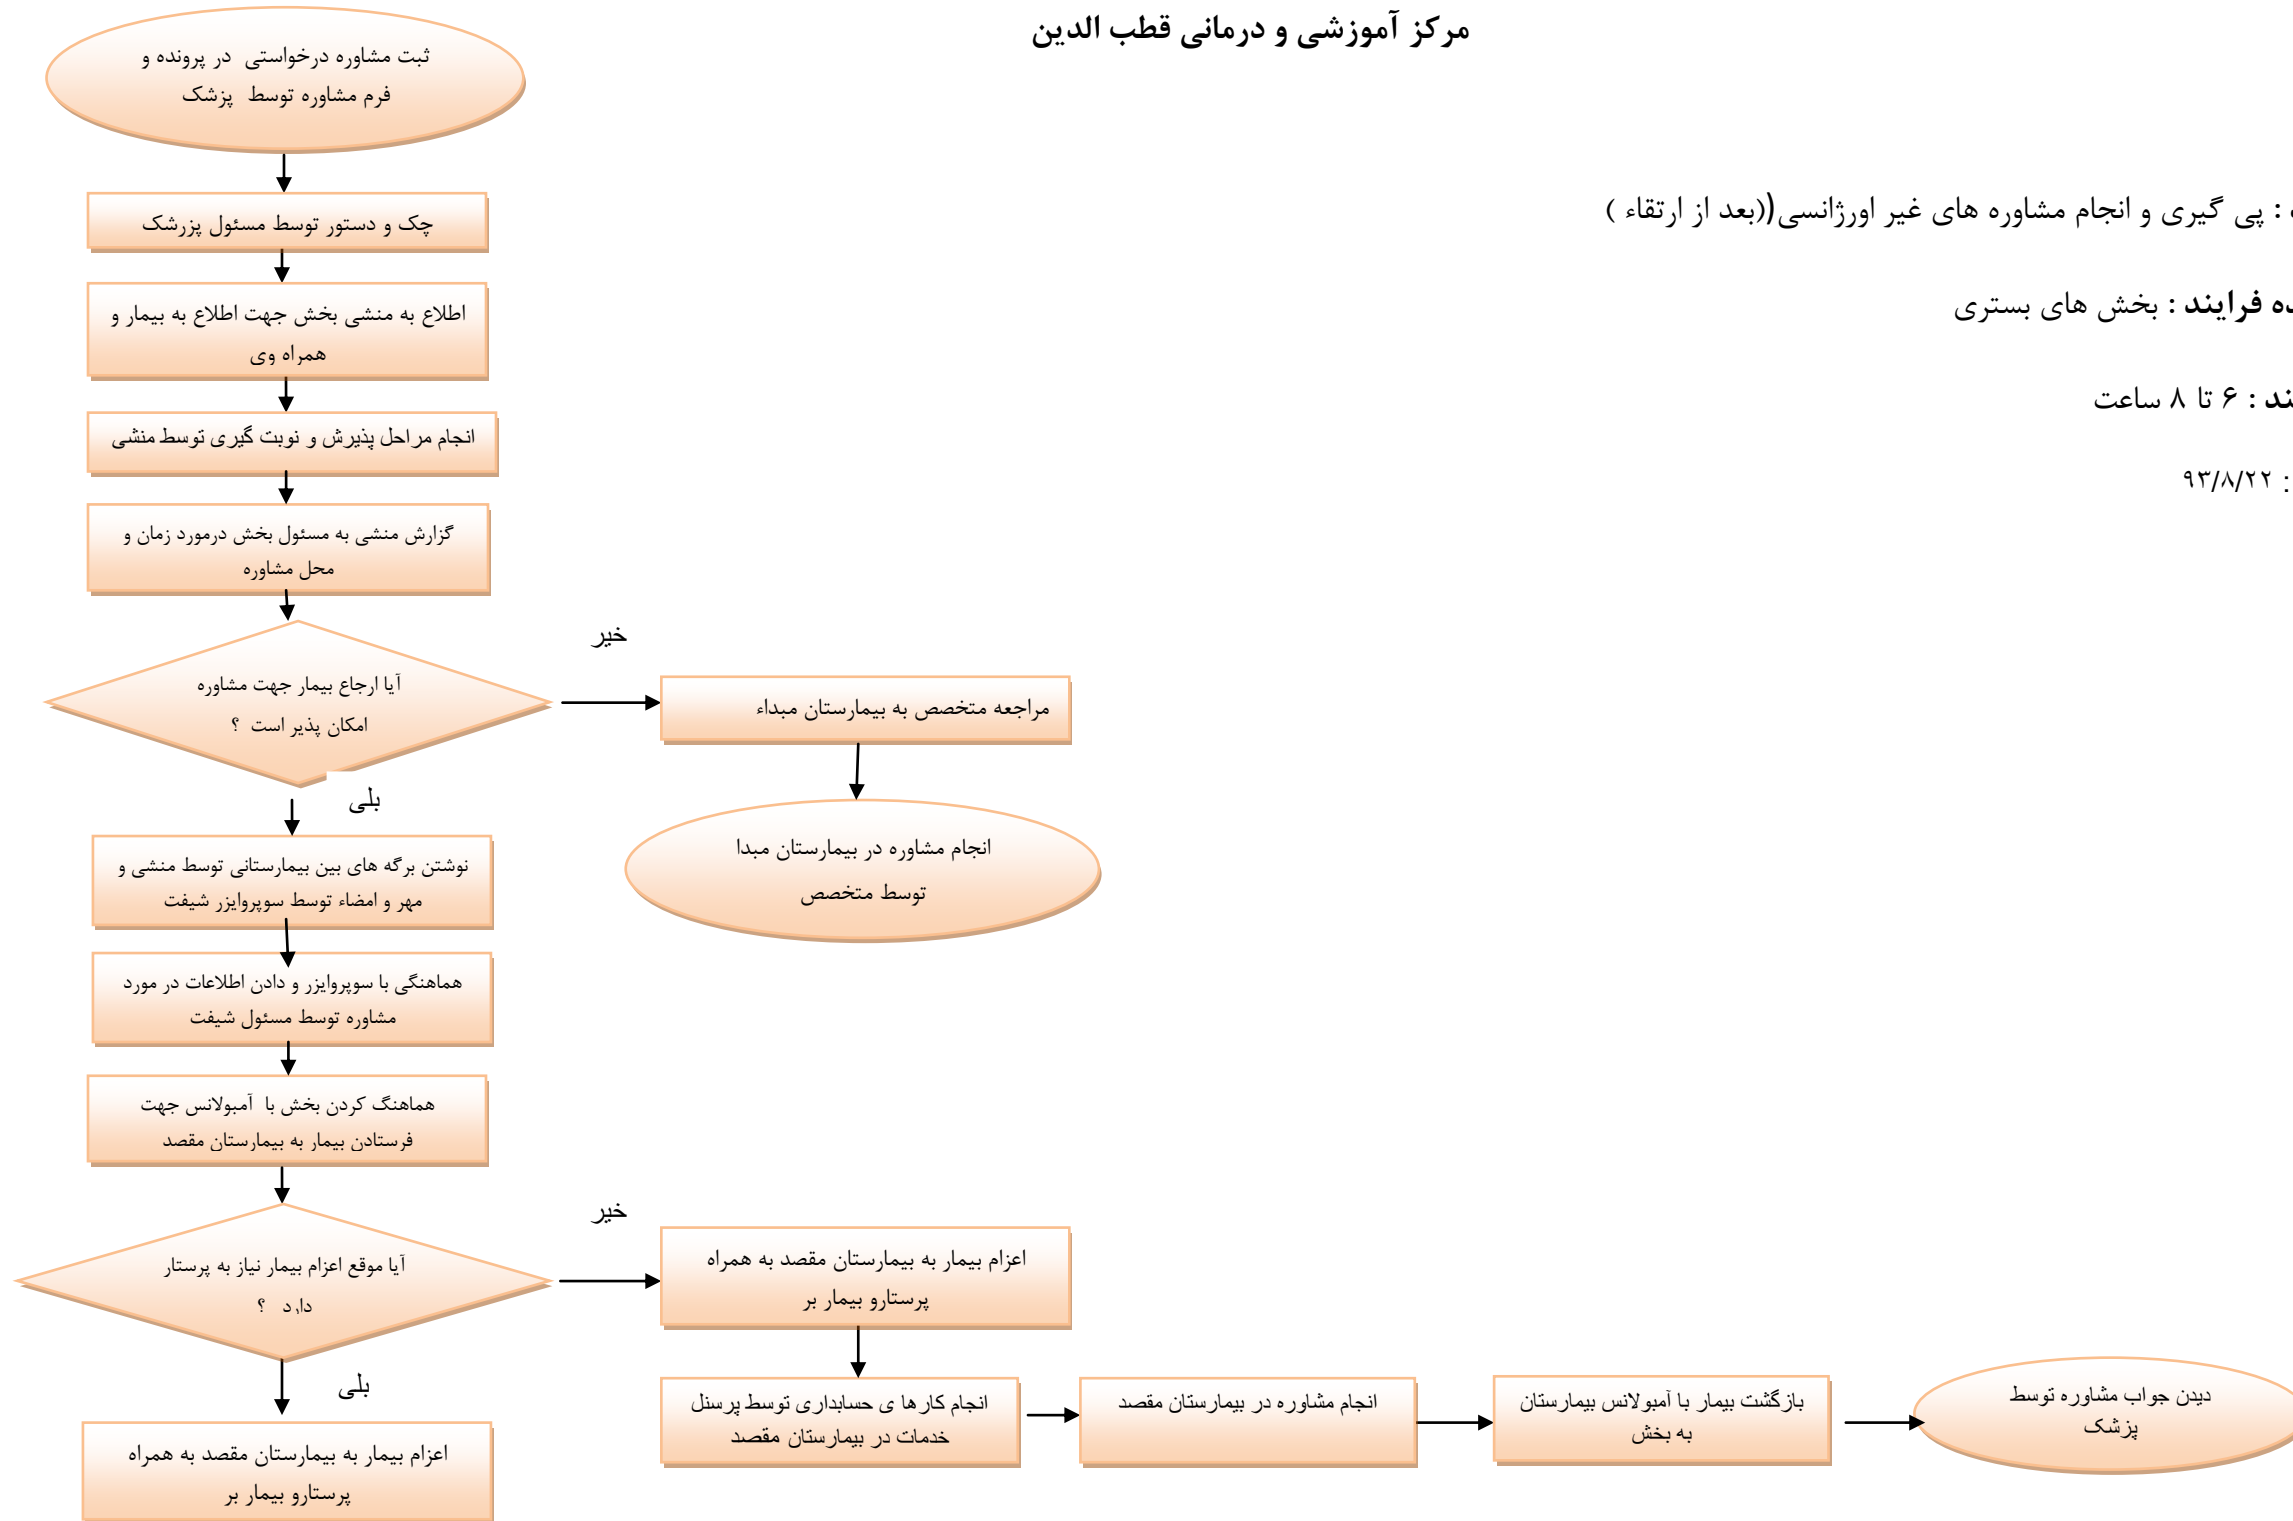 مرکز آموزشی و درمانی قطب الدین
: پی گیری و انجام مشاوره های غیر اورژانسی((بعد از ارتقاء )
فرایند : بخش های بستری
: ۶ تا ۸ ساعت
: ۹۳/۸/۲۲
ثبت مشاوره درخواستی در پرونده و
فرم مشاوره توسط پزشک
چک و دستور توسط مسئول پزرشک
اطلاع به منشی بخش جهت اطلاع به بیمار و
همراه وی
انجام مراحل پذیرش و نوبت گیری توسط منشی
گزارش منشی به مسئول بخش درمورد زمان و
محل مشاوره
آیا ارجاع بیمار جهت مشاوره
امکان پذیر است ؟
خیر
مراجعه متخصص به بیمارستان مبداء
انجام مشاوره در بیمارستان مبدا
توسط متخصص
بلی
نوشتن برگه های بین بیمارستانی توسط منشی و
مهر و امضاء توسط سوپروایزر شیفت
هماهنگی با سوپروایزر و دادن اطلاعات در مورد
مشاوره توسط مسئول شیفت
هماهنگ کردن بخش با آمبولانس جهت
فرستادن بیمار به بیمارستان مقصد
آیا موقع اعزام بیمار نیاز به پرستار
دارد ؟
خیر
اعزام بیمار به بیمارستان مقصد به همراه
پرستارو بیمار بر
انجام کارها ی حسابداری توسط پرسنل
خدمات در بیمارستان مقصد
انجام مشاوره در بیمارستان مقصد
بازگشت بیمار با آمبولانس بیمارستان
به بخش
دیدن جواب مشاوره توسط
پزشک
بلی
اعزام بیمار به بیمارستان مقصد به همراه
پرستارو بیمار بر